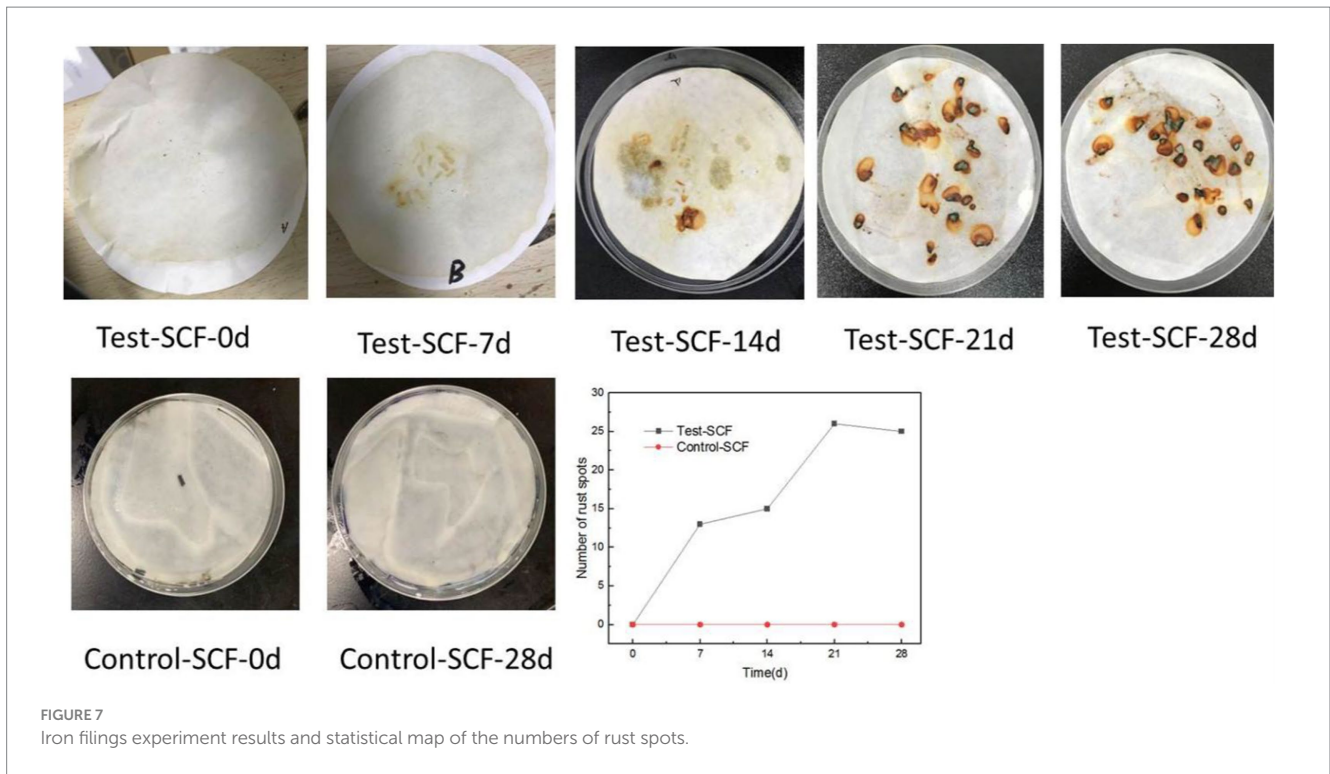 B
Test-SCF-0d
Test-SCF-7d
Test-SCF-14d
Test-SCF-21d
Test-SCF-28d
Control-SCF-0d
Control-SCF-28d
30
25
20
15
10
5
0
Number of rust spots
Test-SCF
Control-SCF
0 7 14 21 28
Time(d)
FIGURE 7
Iron filings experiment results and statistical map of the numbers of rust spots.